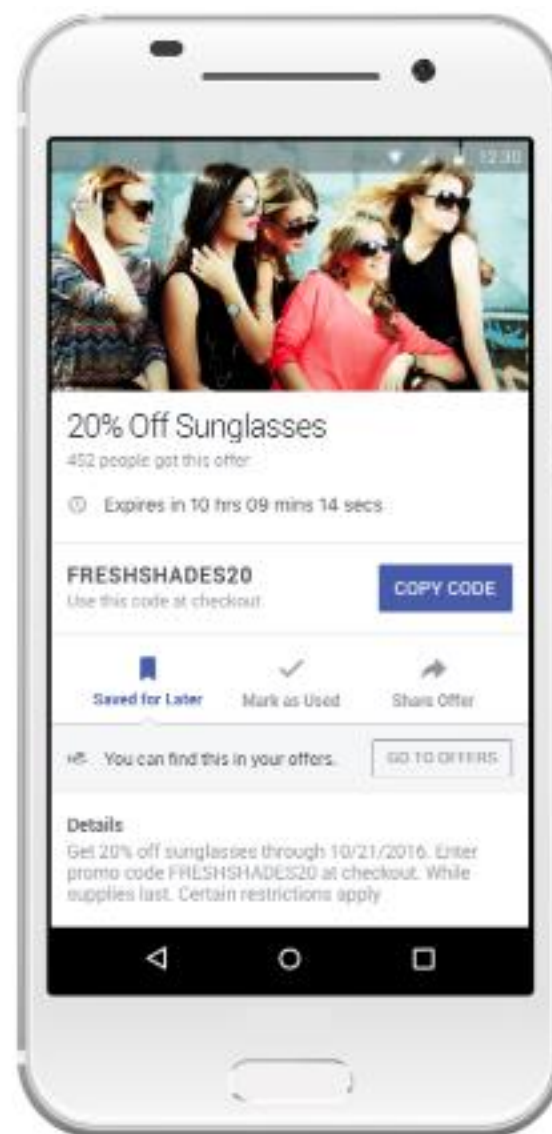 12:30
20% Off Sunglasses
452 people got this offer
Expires in 10 hrs 09 mins 14 secs
FRESHSHADES20
Use this code at checkout
COPY CODE
Saved for Later
Mark as Used
Share Offer
You can find this in your offers.
GO TO OFFERS
Details
Get 20% off sunglasses through 10/21/2016. Enter
promo code FRESHSHADES20 at checkout. While
supplies last. Certain restrictions apply